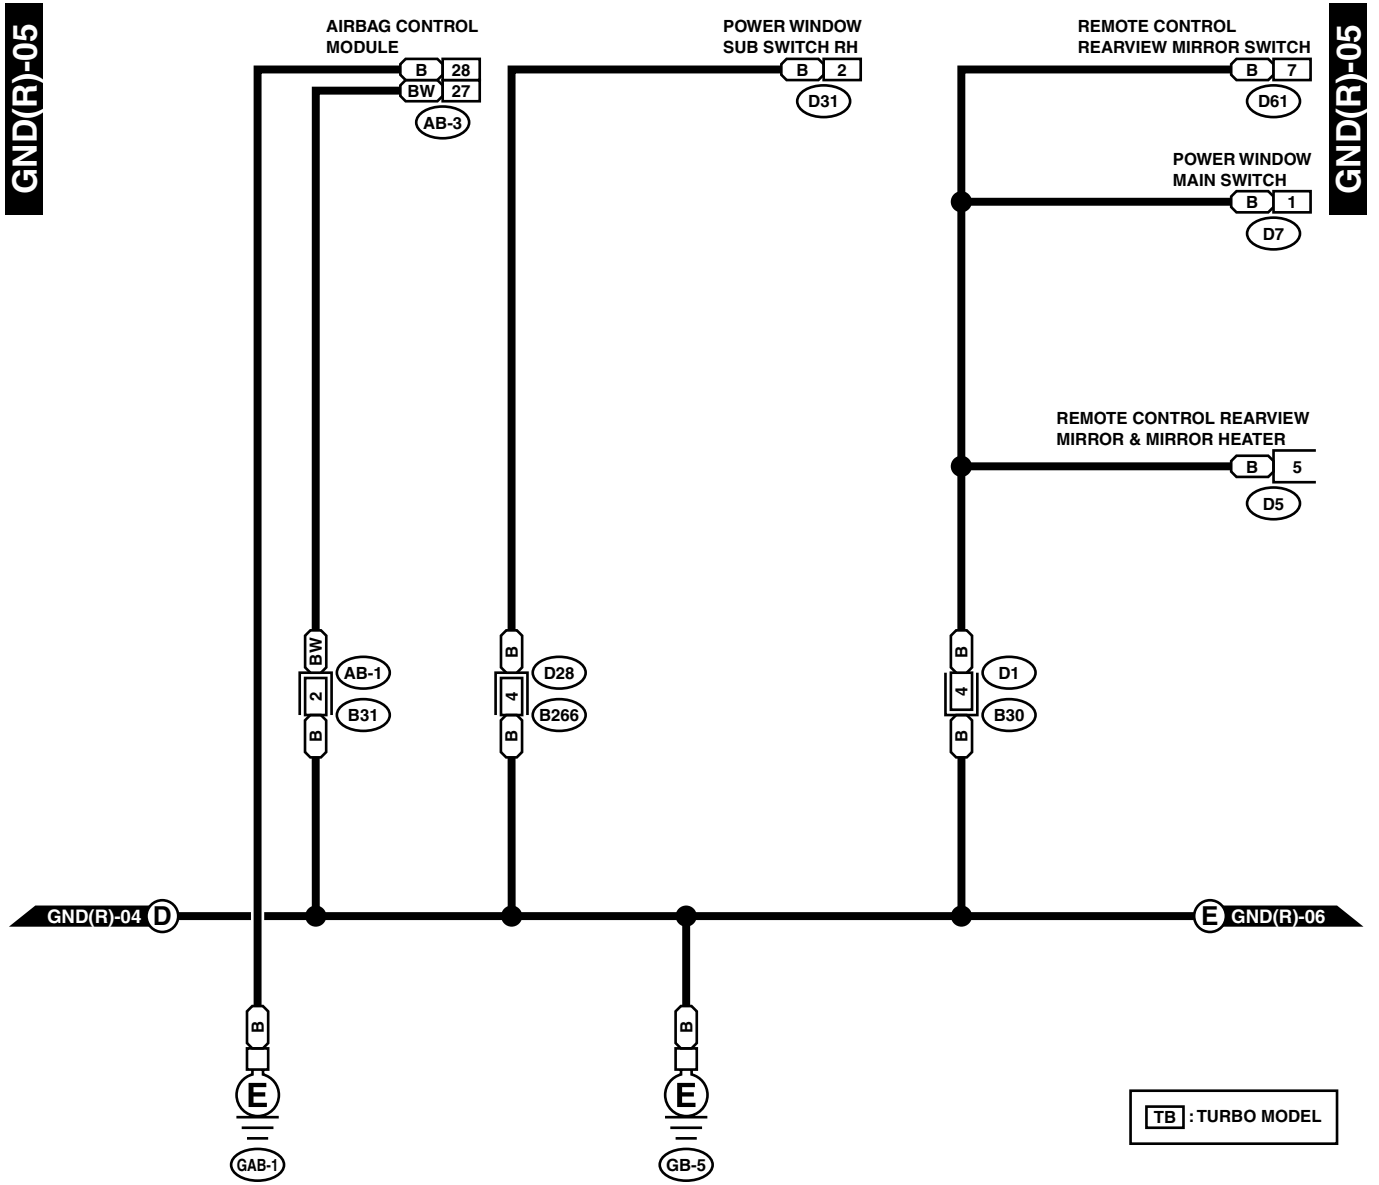 GND(R)-05
GND(R)-05
AIRBAG CONTROL
MODULE
B 28
BW 27
AB-3
POWER WINDOW
SUB SWITCH RH
B 2
D31
REMOTE CONTROL
REARVIEW MIRROR SWITCH
B 7
D61
POWER WINDOW
MAIN SWITCH
B 1
D7
REMOTE CONTROL REARVIEW
MIRROR & MIRROR HEATER
B 5
D5
BW
2
B
AB-1
B31
B
4
B
D28
B266
B
4
B
D1
B30
GND(R)-04 D
E GND(R)-06
B
E
GAB-1
B
E
GB-5
TB : TURBO MODEL